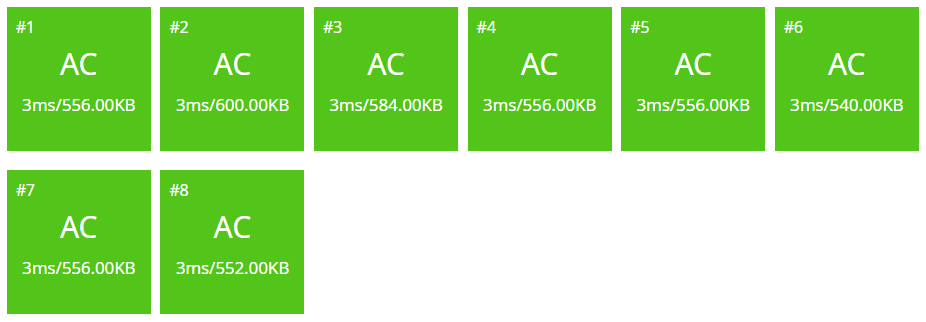 #1 #2 #3 #4 #5 #6
AC AC AC AC AC AC
3ms/556.00KB 3ms/600.00KB 3ms/584.00KB 3ms/556.00KB 3ms/556.00KB 3ms/540.00KB
#7 #8
AC AC
3ms/556.00KB 3ms/552.00KB